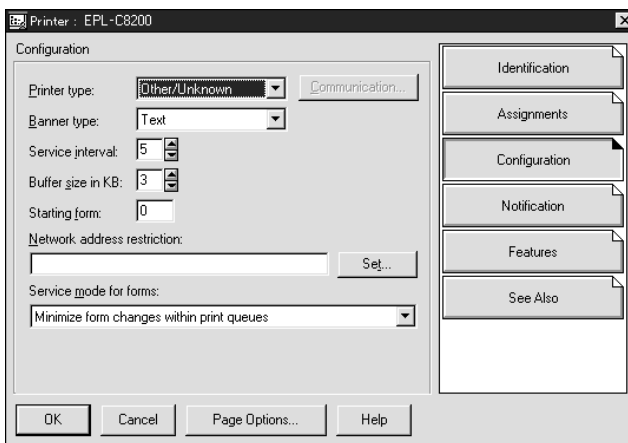 Printer : EPL-C8200
Configuration
Printer type: Other/Unknown Communication...
Banner type: Text
Service interval: 5
Buffer size in KB: 3
Starting form: 0
Network address restriction:
Set...
Service mode for forms:
Minimize form changes within print queues
OK Cancel Page Options... Help
Identification
Assignments
Configuration
Notification
Features
See Also